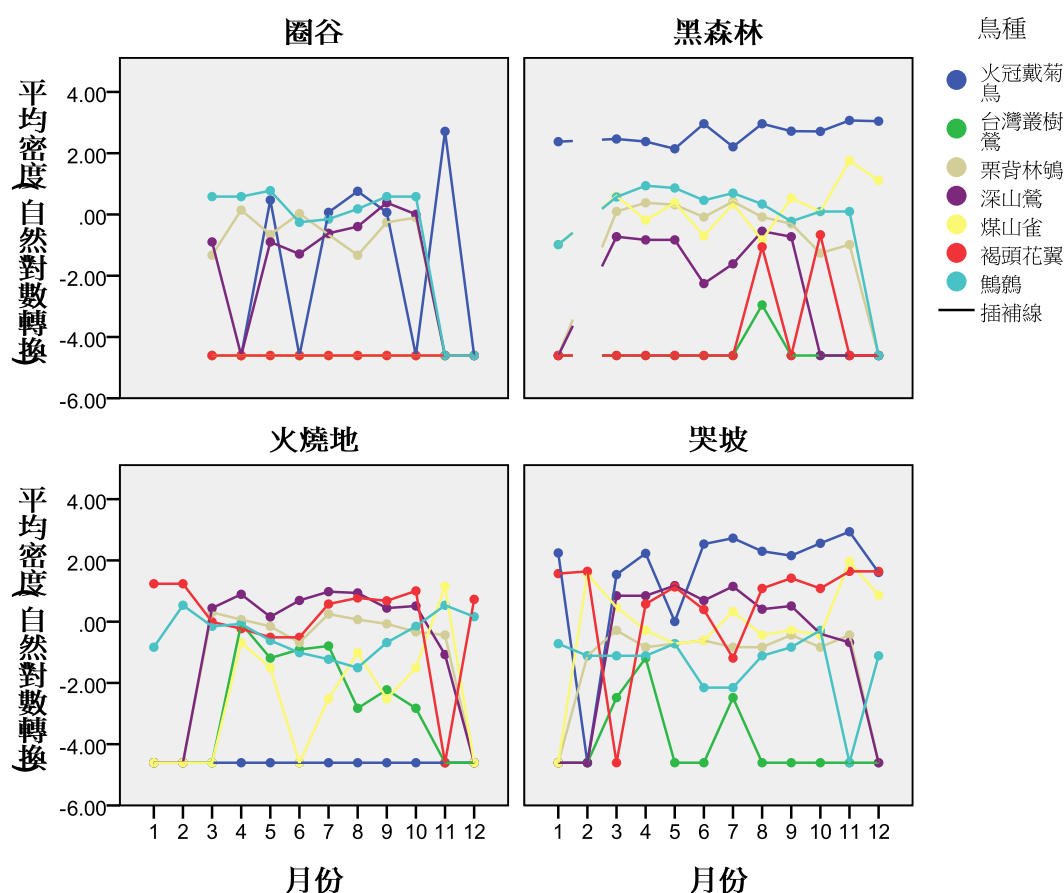 圈谷
黑森林
鳥種
火冠戴菊
鳥
台灣叢樹
鶯
栗背林鴝
深山鶯
煤山雀
褐頭花翼
鷦鷯
插補線
平均密度(自然對數轉換)
4.00
2.00
.00
-2.00
-4.00
-6.00
火燒地
哭坡
平均密度(自然對數轉換)
4.00
2.00
.00
-2.00
-4.00
-6.00
1 2 3 4 5 6 7 8 9 10 11 12
1 2 3 4 5 6 7 8 9 10 11 12
月份
月份